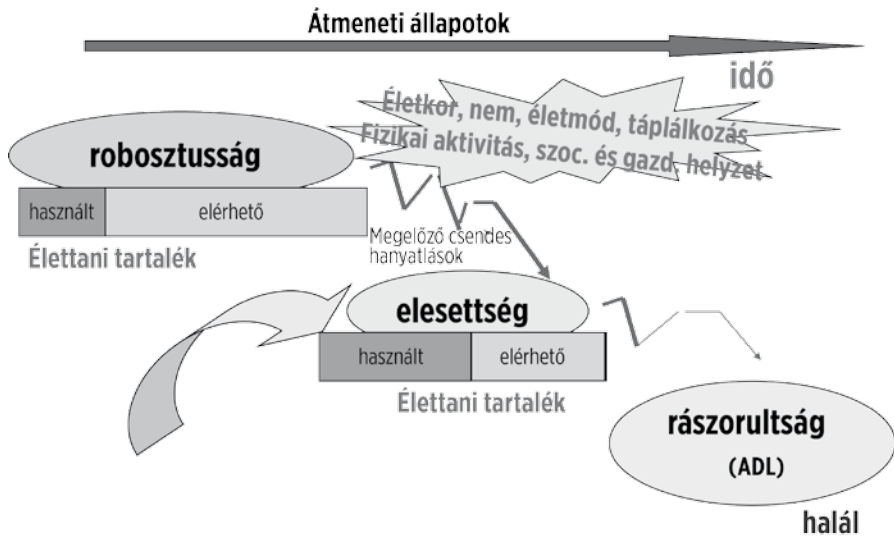 Átmeneti állapotok
idő
Életkor, nem, életmód, táplálkozás
Fizikai aktivitás, szoc. és gazd. helyzet
robosztusság
használt
elérhető
Élettani tartalék
Megelőző csendes
hanyatlások
elesettség
használt
elérhető
Élettani tartalék
rászorultság
(ADL)
halál